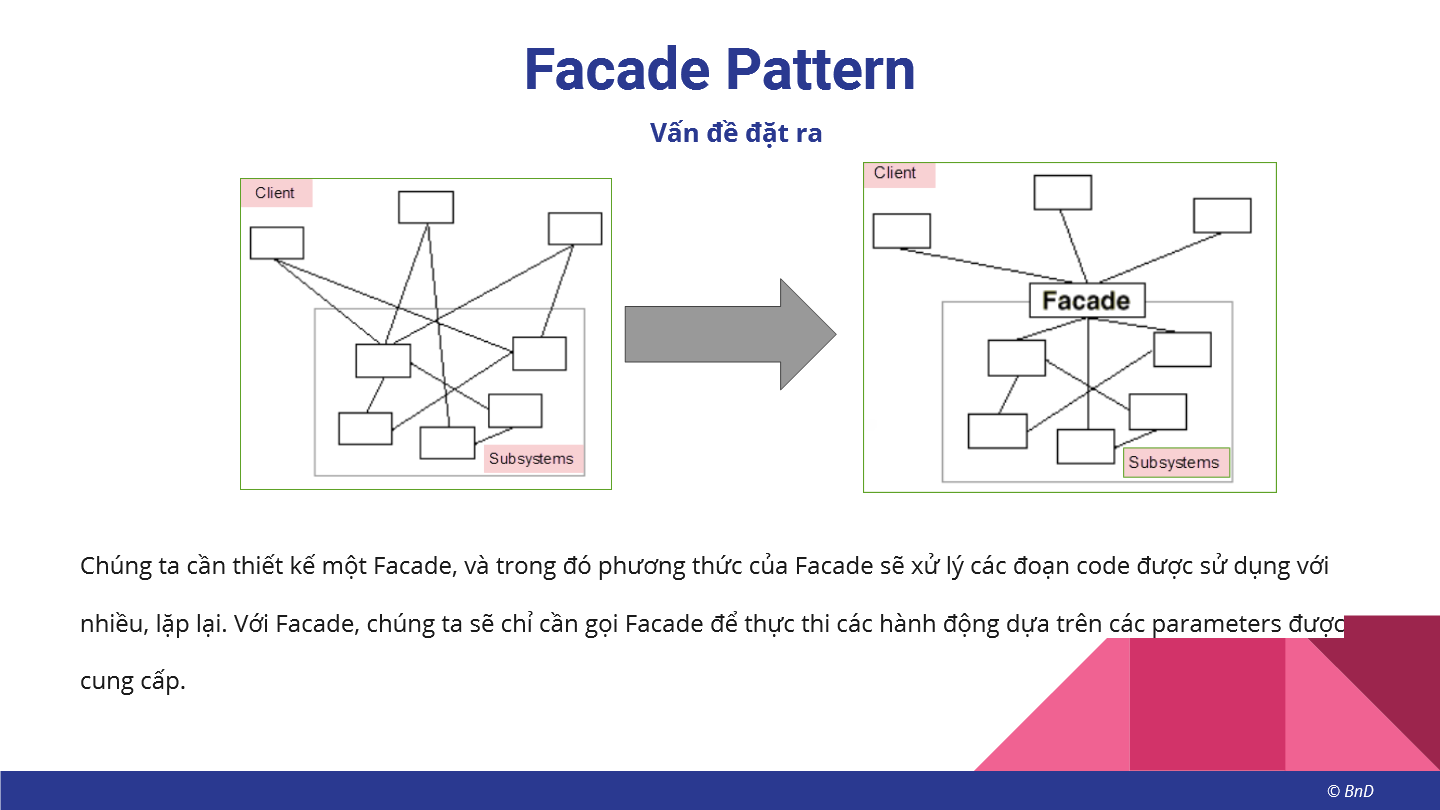 Facade Pattern
Vấn đề đặt ra
Client
Subsystems
Client
Facade
Subsystems
Chúng ta cần thiết kế một Facade, và trong đó phương thức của Facade sẽ xử lý các đoạn code được sử dụng với
nhiều, lặp lại. Với Facade, chúng ta sẽ chỉ cần gọi Facade để thực thi các hành động dựa trên các parameters được
cung cấp.
© BnD